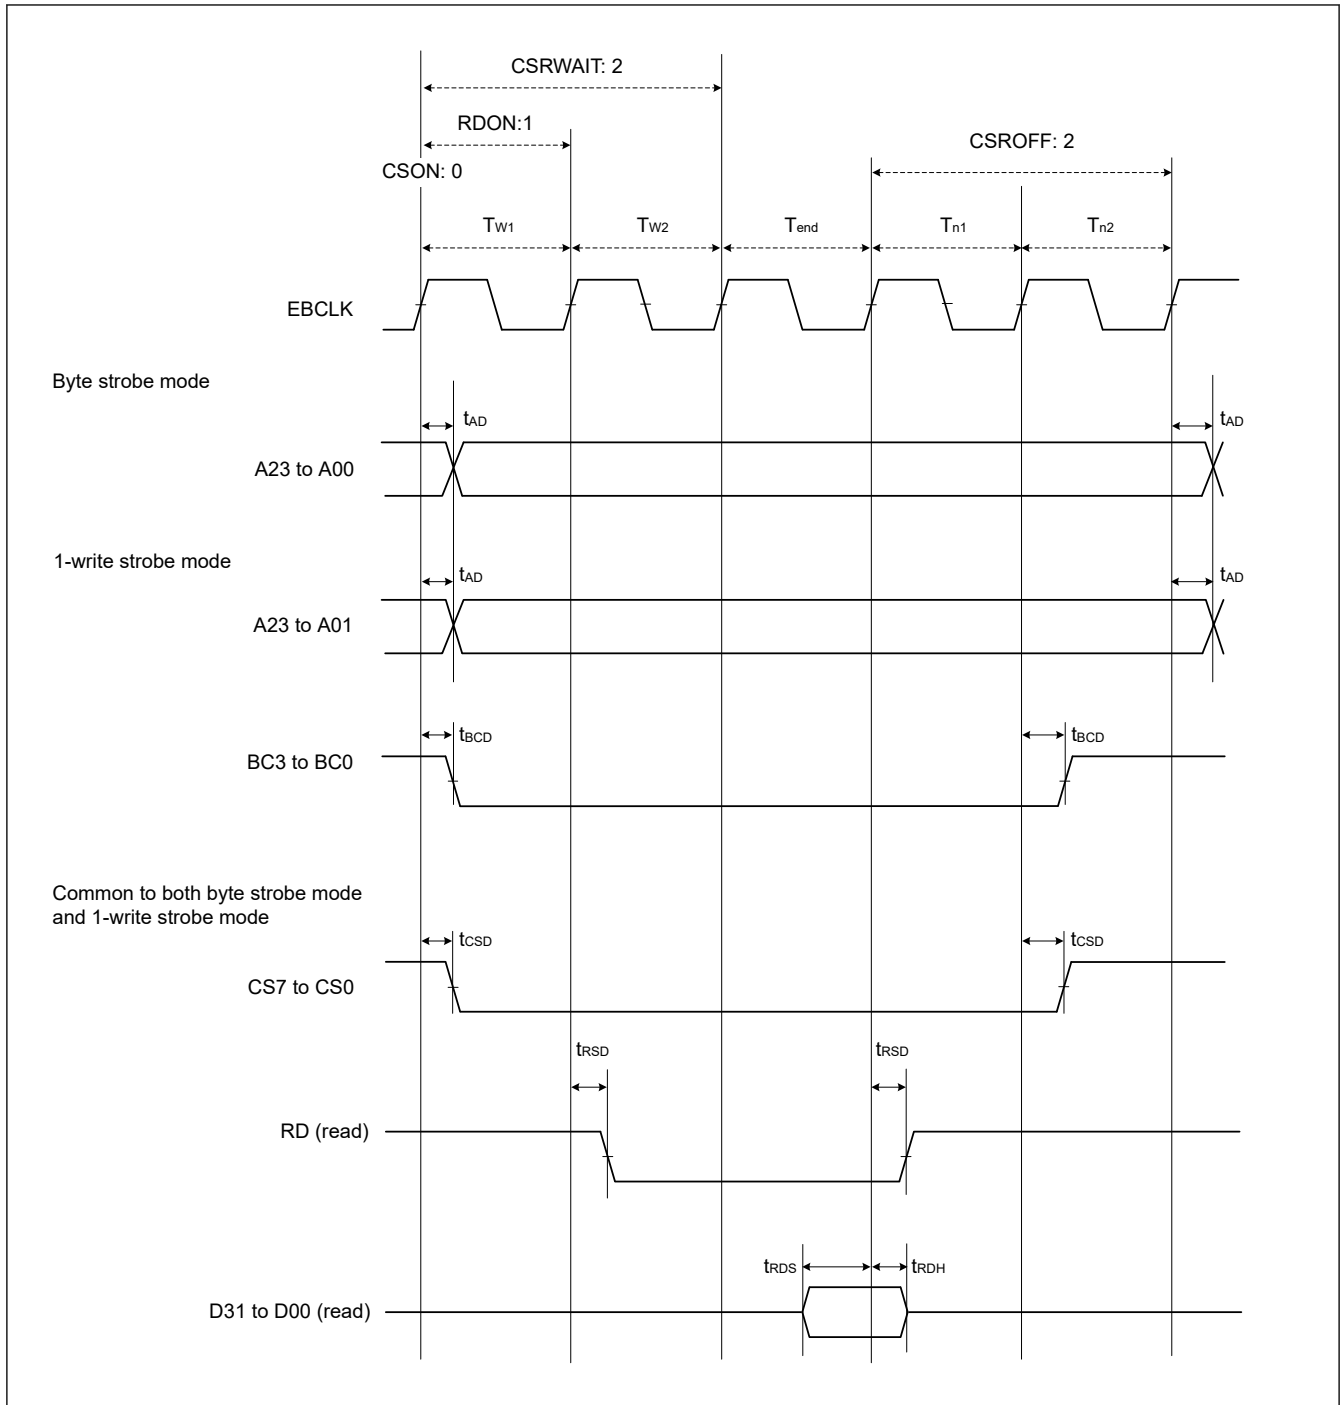 CSRWAIT: 2
RDON:1
CSROFF: 2
CSON: 0
TW1
TW2
Tend
Tn1
Tn2
EBCLK
Byte strobe mode
tAD
tAD
A23 to A00
1-write strobe mode
tAD
tAD
A23 to A01
tBCD
tBCD
BC3 to BC0
Common to both byte strobe mode
and 1-write strobe mode
tCSD
tCSD
CS7 to CS0
tRSD
tRSD
RD (read)
tRDS
tRDH
D31 to D00 (read)